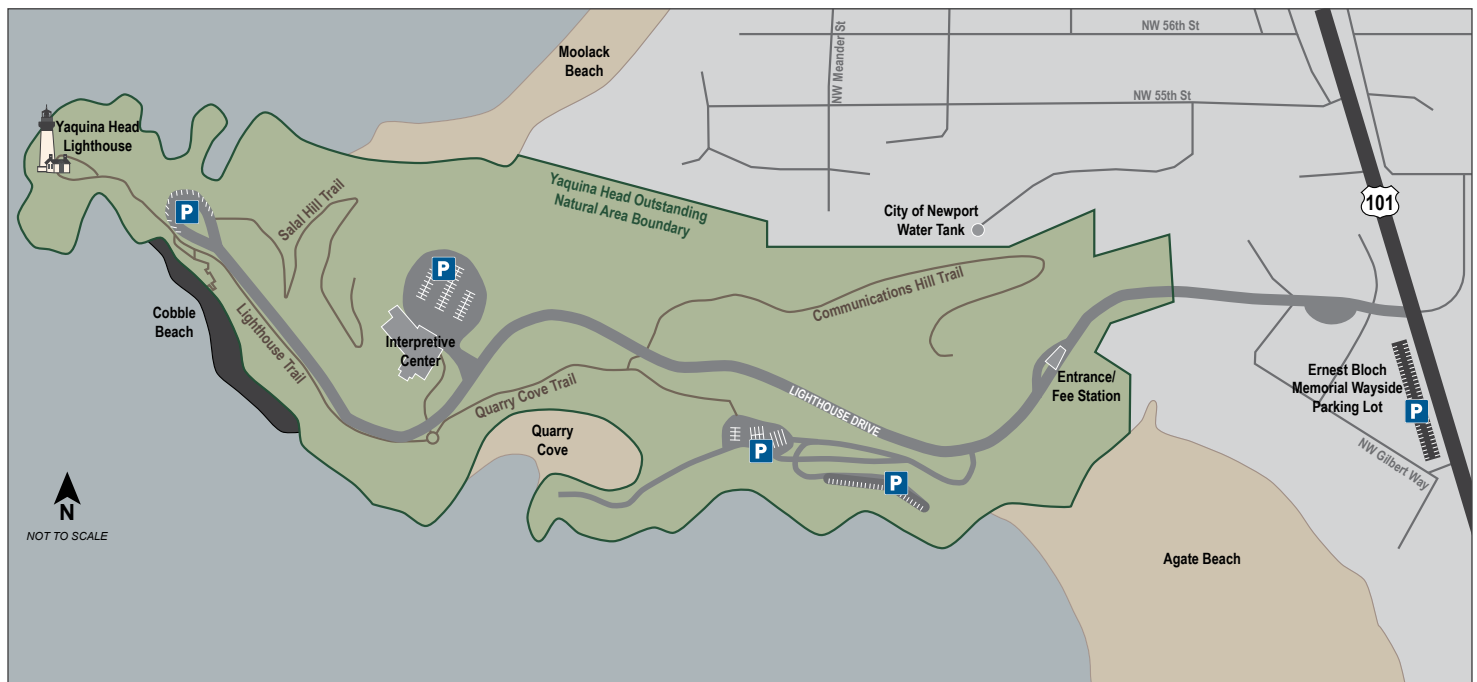 Moolack
Beach
NW Meander St
NW 56th St
NW 55th St
Yaquina Head
Lighthouse
Yaquina Head Outstanding
Natural Area Boundary
City of Newport
Water Tank
101
P
Salal Hill Trail
P
Communications Hill Trail
Cobble
Beach
Lighthouse Trail
Interpretive
Center
Quarry Cove Trail
LIGHTHOUSE DRIVE
Entrance/
Fee Station
Ernest Bloch
Memorial Wayside
Parking Lot
P
Quarry
Cove
P
P
NW Gilbert Way
N
NOT TO SCALE
Agate Beach